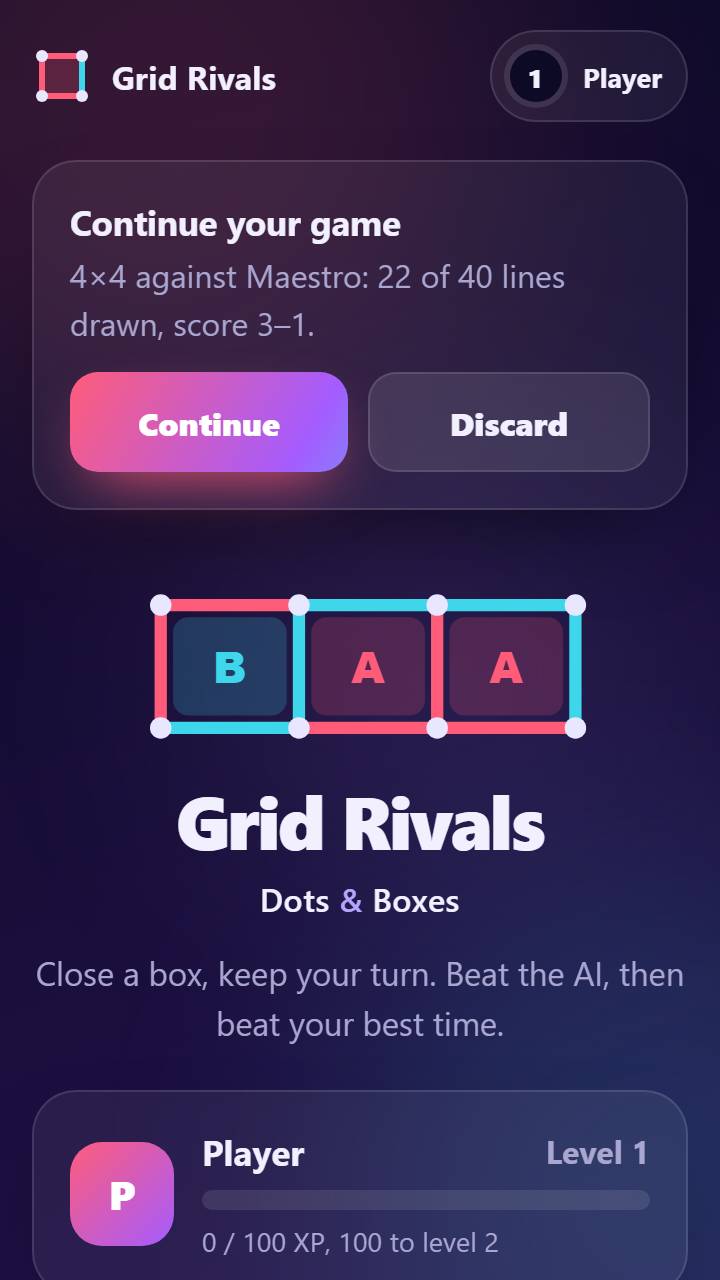 Grid Rivals
1 Player
Continue your game
4×4 against Maestro: 22 of 40 lines
drawn, score 3–1.
Continue Discard
B A A
Grid Rivals
Dots & Boxes
Close a box, keep your turn. Beat the AI, then
beat your best time.
P
Player Level 1
0 / 100 XP, 100 to level 2